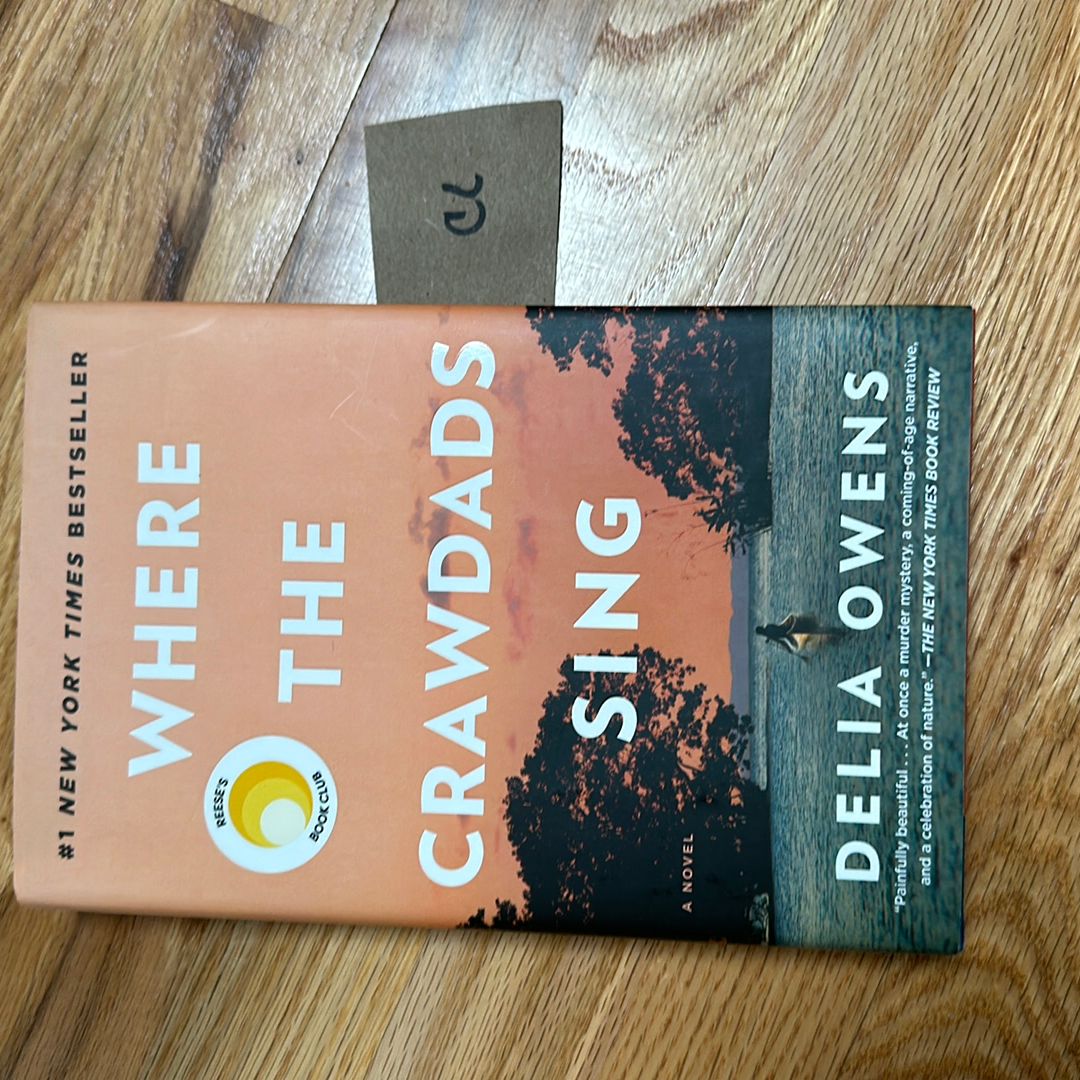 #1 NEW YORK TIMES BESTSELLER
WHERE
THE
CRAWDADS
SING
REESE'S
BOOK CLUB
A NOVEL
DELIA OWENS
"Painfully beautiful . . . At once a murder mystery, a coming-of-age narrative,
and a celebration of nature." —THE NEW YORK TIMES BOOK REVIEW